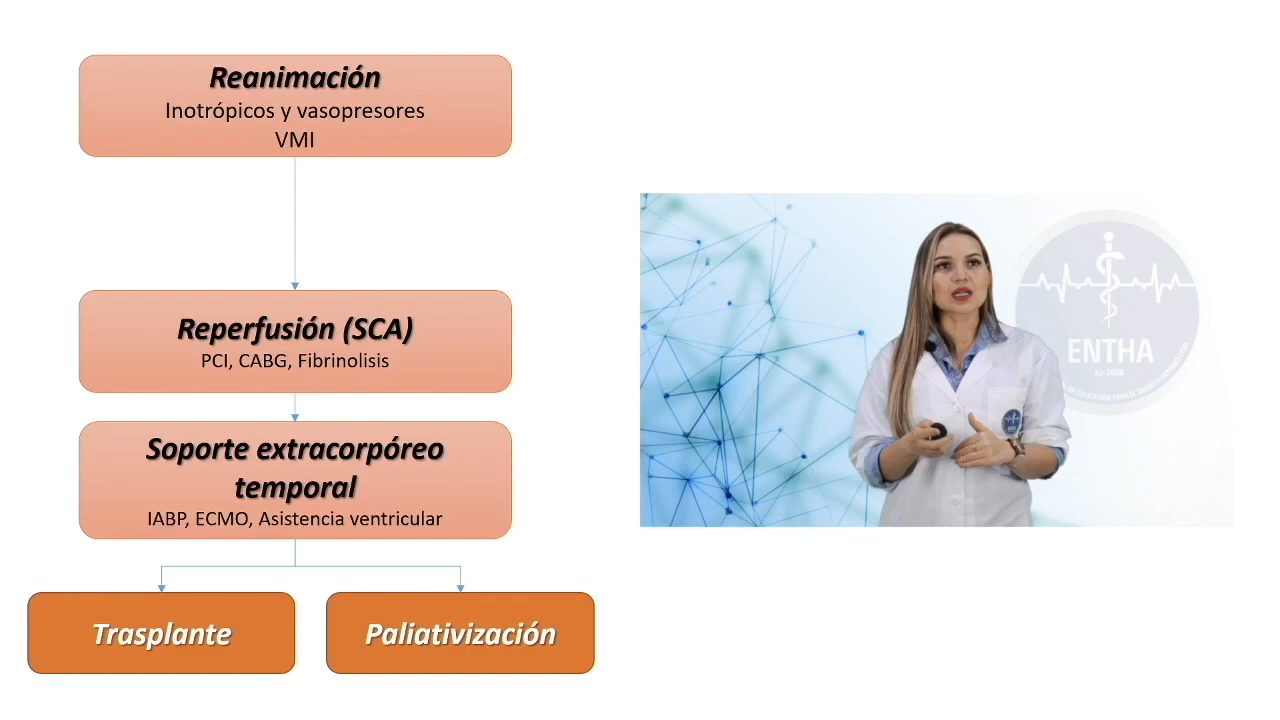 Reanimación
Inotrópicos y vasopresores
VMI
Reperfusión (SCA)
PCI, CABG, Fibrinolisis
Soporte extracorpóreo
temporal
IABP, ECMO, Asistencia ventricular
Trasplante
Paliativización
ENTHA